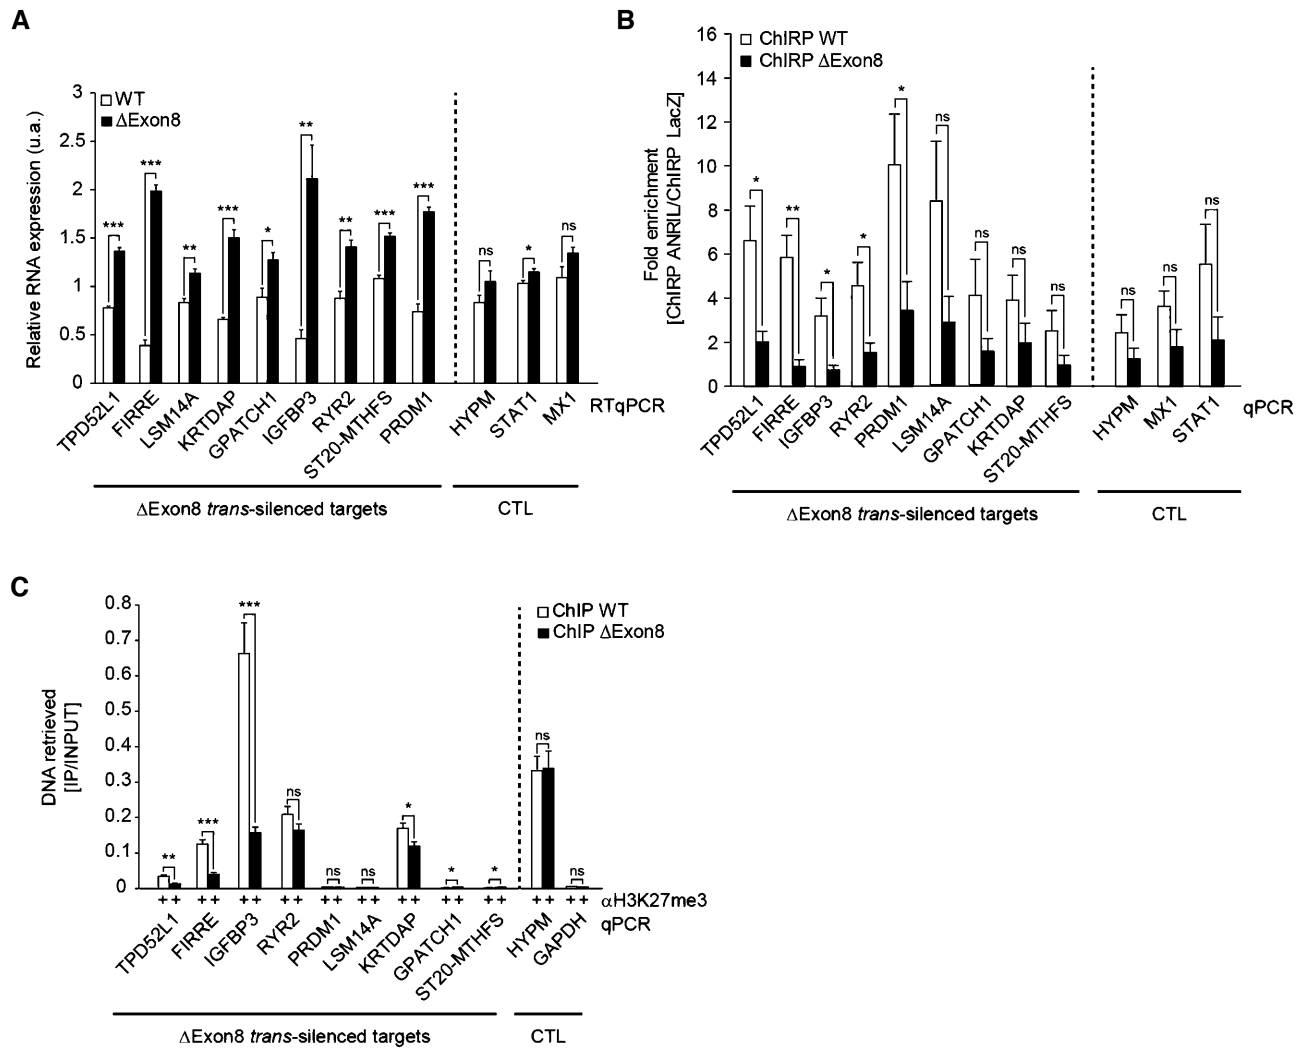 A
3
2.5
2
1.5
1
0.5
0
Relative RNA expression (u.a.)
WT
ΔExon8
*** *** ** *** * ** ** *** *** ns * ns
TPD52L1 FIRRE LSM14A KRTDAP GPATCH1 IGFBP3 RYR2 ST20-MTHFS PRDM1 HYPM STAT1 MX1
RTqPCR
ΔExon8 trans-silenced targets
CTL
B
16
14
12
10
8
6
4
2
0
Fold enrichment
[ChIRP ANRIL/ChIRP LacZ]
ChIRP WT
ChIRP ΔExon8
* ** * * * ns ns ns ns ns ns ns
TPD52L1 FIRRE IGFBP3 RYR2 PRDM1 LSM14A GPATCH1 KRTDAP ST20-MTHFS HYPM MX1 STAT1
qPCR
ΔExon8 trans-silenced targets
CTL
C
0.8
0.7
0.6
0.5
0.4
0.3
0.2
0.1
0
DNA retrieved
[IP/INPUT]
ChIP WT
ChIP ΔExon8
** *** *** ns ns ns * * * ns ns
++ ++ ++ ++ ++ ++ ++ ++ ++ ++ ++ αH3K27me3
TPD52L1 FIRRE IGFBP3 RYR2 PRDM1 LSM14A KRTDAP GPATCH1 ST20-MTHFS HYPM GAPDH
qPCR
ΔExon8 trans-silenced targets
CTL